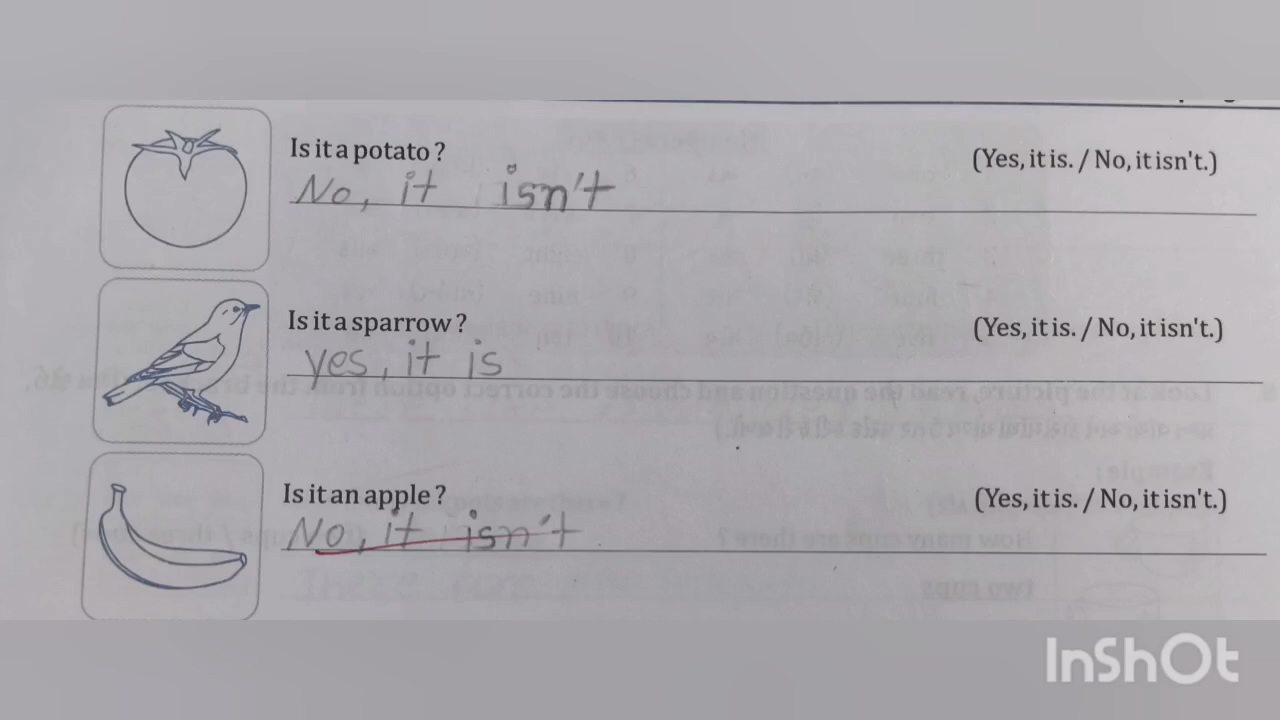 Is it a potato? (Yes, it is. / No, it isn't.)
No, it isn't
Is it a sparrow? (Yes, it is. / No, it isn't.)
yes, it is
Is it an apple? (Yes, it is. / No, it isn't.)
No, it isn't
InShOt